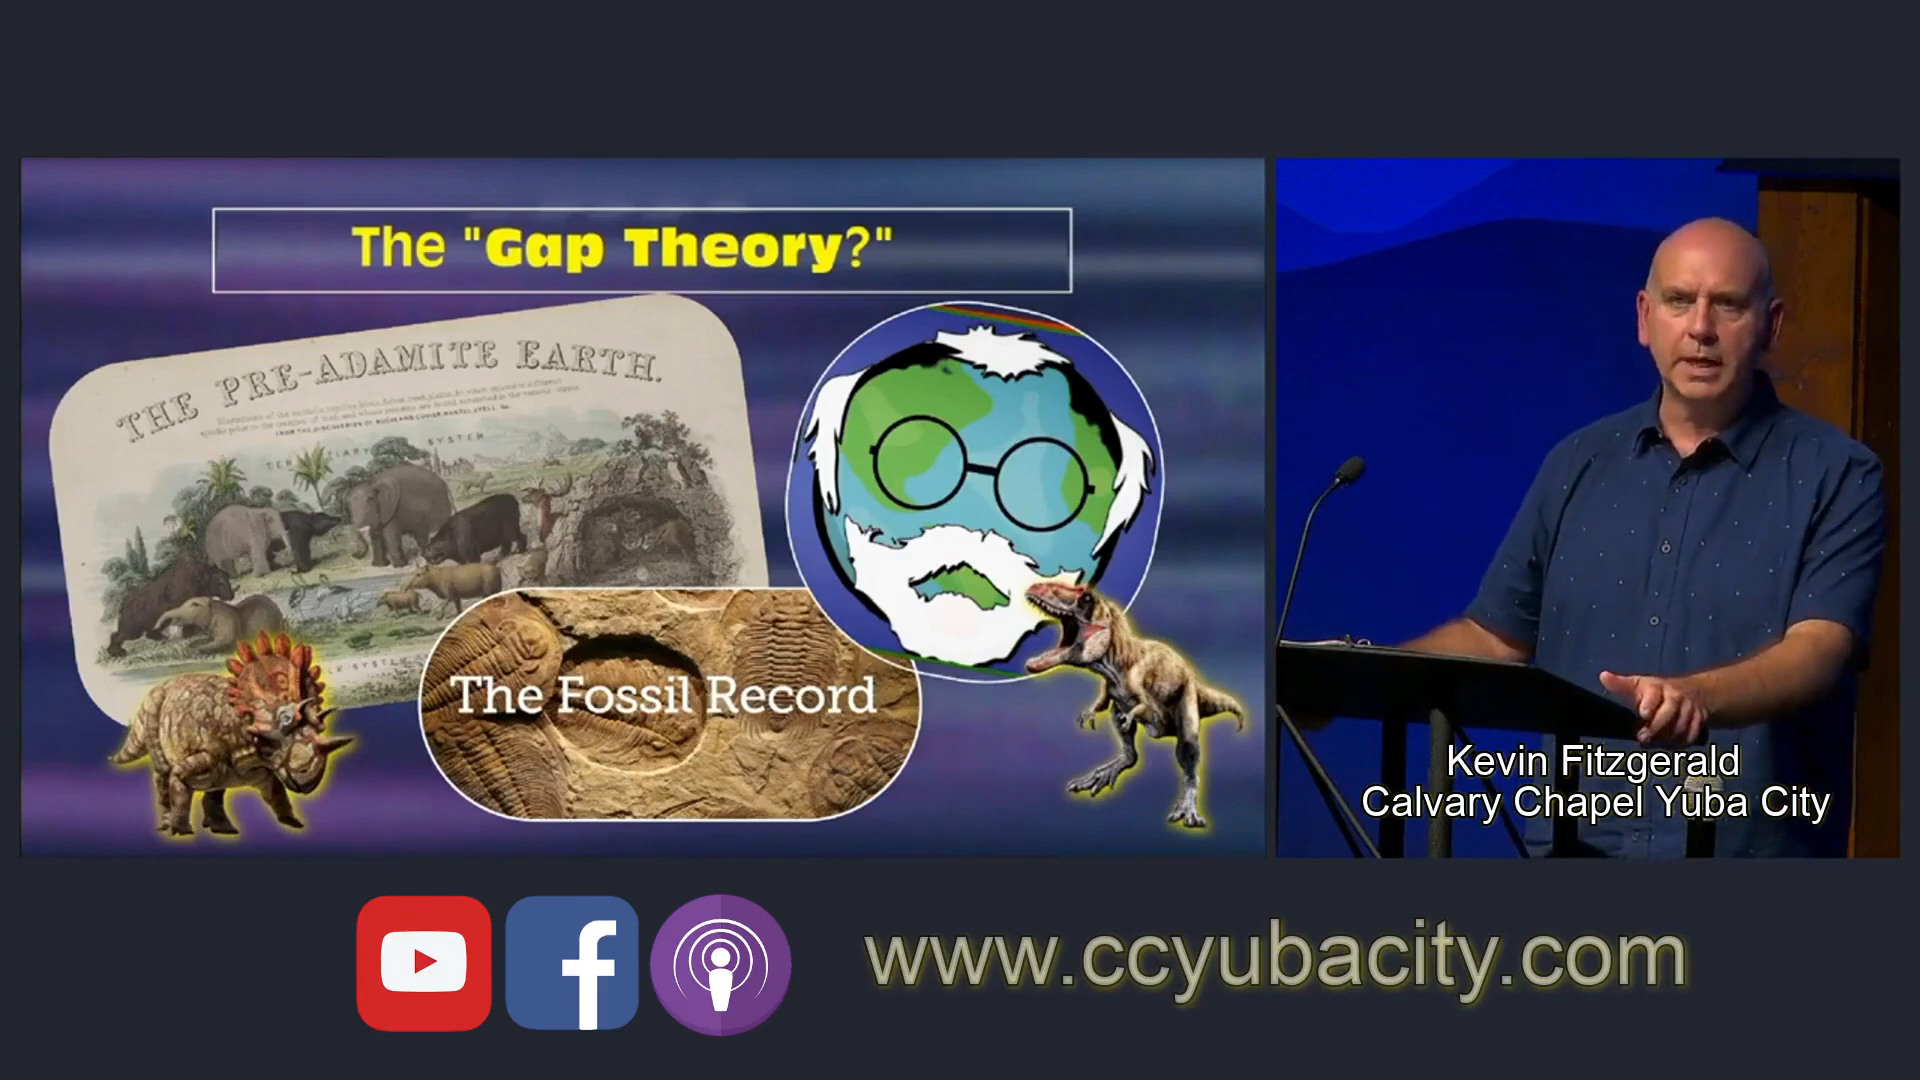 The "Gap Theory?"
THE PRE-ADAMITE EARTH.
TERTIARY SYSTEM
The Fossil Record
Kevin Fitzgerald
Calvary Chapel Yuba City
www.ccyubacity.com